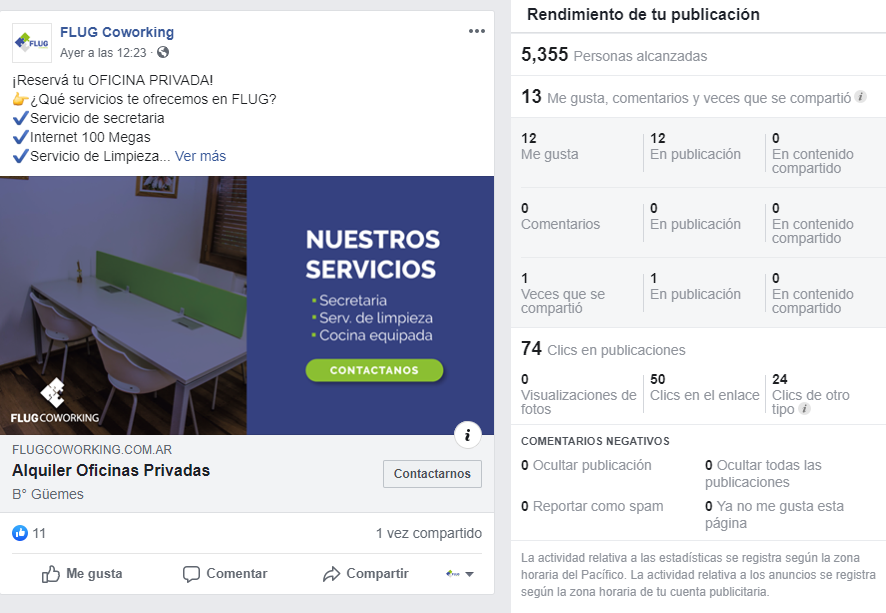 FLUG
FLUG Coworking
Ayer a las 12:23 ·
¡Reservá tu OFICINA PRIVADA!
👉¿Qué servicios te ofrecemos en FLUG?
✔Servicio de secretaria
✔Internet 100 Megas
✔Servicio de Limpieza... Ver más
NUESTROS
SERVICIOS
▪ Secretaria
▪ Serv. de limpieza
▪ Cocina equipada
CONTACTANOS
FLUGCOWORKING
i
FLUGCOWORKING.COM.AR
Alquiler Oficinas Privadas
B° Güemes
Contactarnos
11
1 vez compartido
Me gusta
Comentar
Compartir
Rendimiento de tu publicación
5,355 Personas alcanzadas
13 Me gusta, comentarios y veces que se compartió i
12
Me gusta
12
En publicación
0
En contenido
compartido
0
Comentarios
0
En publicación
0
En contenido
compartido
1
Veces que se
compartió
1
En publicación
0
En contenido
compartido
74 Clics en publicaciones
0
Visualizaciones de
fotos
50
Clics en el enlace
24
Clics de otro
tipo i
COMENTARIOS NEGATIVOS
0 Ocultar publicación
0 Ocultar todas las
publicaciones
0 Reportar como spam
0 Ya no me gusta esta
página
La actividad relativa a las estadísticas se registra según la zona
horaria del Pacífico. La actividad relativa a los anuncios se registra
según la zona horaria de tu cuenta publicitaria.